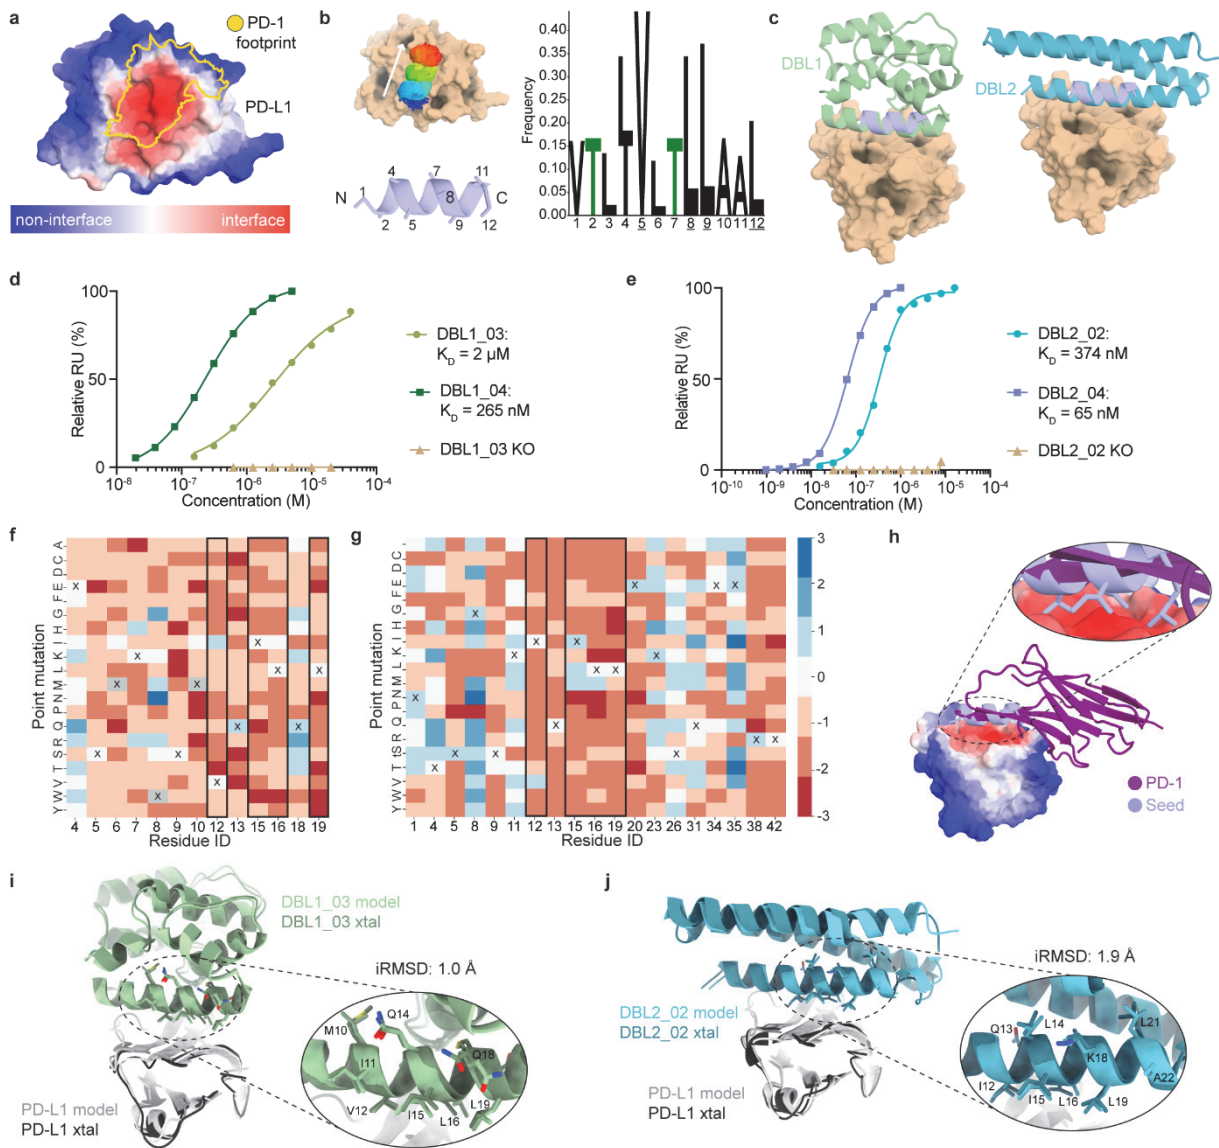 a
PD-1
footprint
PD-L1
non-interface
interface
b
N
1
4
7
11
8
C
2
5
9
12
Frequency
0.40
0.35
0.30
0.25
0.20
0.15
0.10
0.05
0.00
1 2 3 4 5 6 7 8 9 10 11 12
c
DBL1
DBL2
d
Relative RU (%)
100
50
0
10-8 10-7 10-6 10-5 10-4
Concentration (M)
DBL1_03:
KD = 2 µM
DBL1_04:
KD = 265 nM
DBL1_03 KO
e
Relative RU (%)
100
50
0
10-10 10-9 10-8 10-7 10-6 10-5 10-4
Concentration (M)
DBL2_02:
KD = 374 nM
DBL2_04:
KD = 65 nM
DBL2_02 KO
f
Point mutation
A
C
D
E
F
G
H
I
K
L
M
N
P
Q
R
S
T
V
W
Y
4 5 6 7 8 9 10 12 13 15 16 18 19
Residue ID
g
Point mutation
C
D
E
F
G
H
I
K
L
M
N
P
Q
R
S
T
V
W
Y
1 4 5 8 9 11 12 13 15 16 19 20 23 26 31 34 35 38 42
Residue ID
3
2
1
0
-1
-2
-3
h
PD-1
Seed
i
DBL1_03 model
DBL1_03 xtal
iRMSD: 1.0 Å
M10
Q14
I11
Q18
V12
I15
L16
L19
PD-L1 model
PD-L1 xtal
j
iRMSD: 1.9 Å
DBL2_02 model
DBL2_02 xtal
Q13
L14
L21
K18
A22
I12
I15
L16
L19
PD-L1 model
PD-L1 xtal